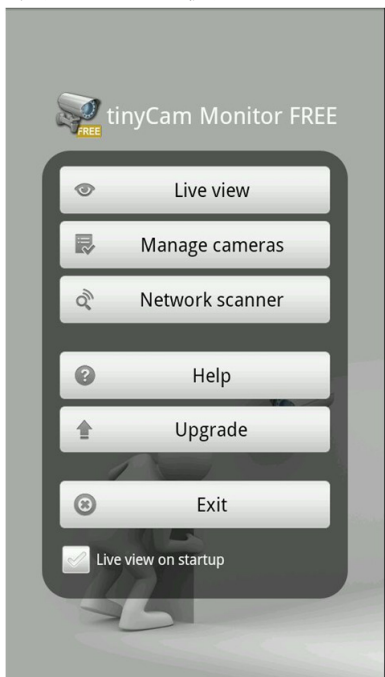 FREE
tinyCam Monitor FREE
Live view
Manage cameras
Network scanner
Help
Upgrade
Exit
Live view on startup